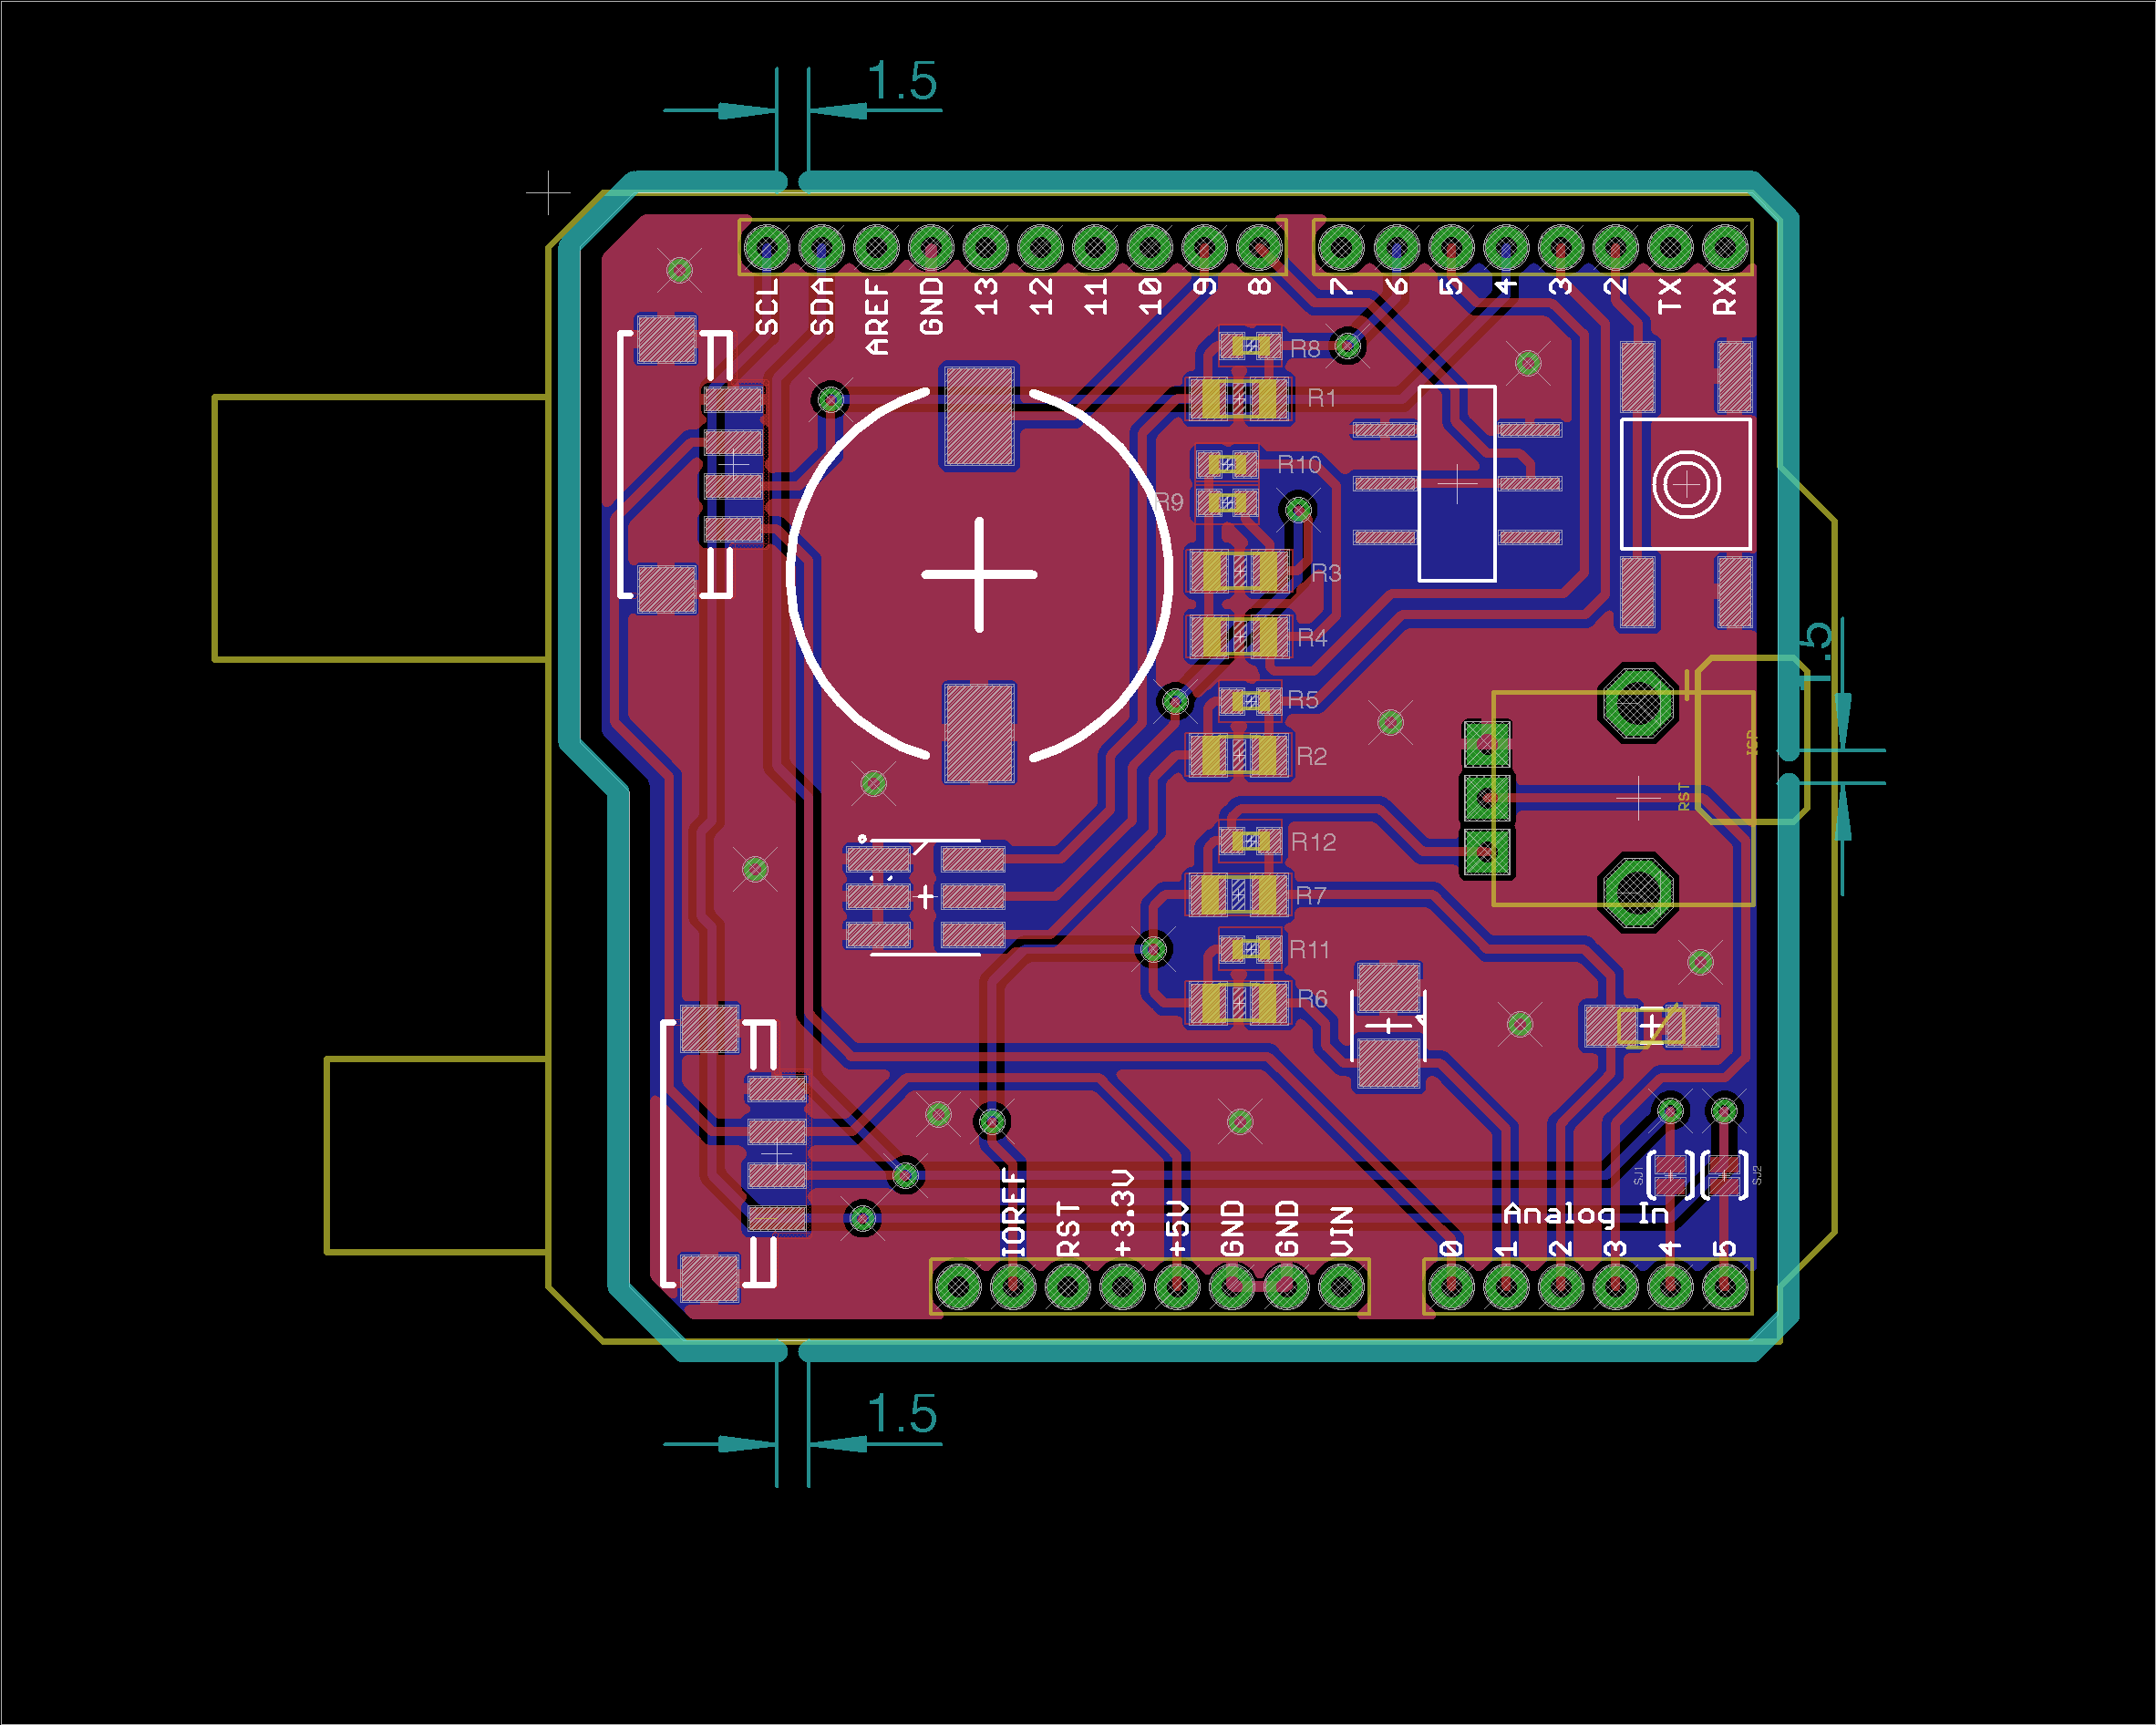 1.5
SCL
SDA
AREF
GND
13
12
11
10
9
8
7
6
5
4
3
2
TX
RX
R8
R1
R10
R9
R3
R4
1.5
R5
R2
ICP
RST
R12
R7
R11
R6
SJ1
SJ2
IOREF
RST
+3.3V
+5V
GND
GND
VIN
Analog In
0
1
2
3
4
5
1.5